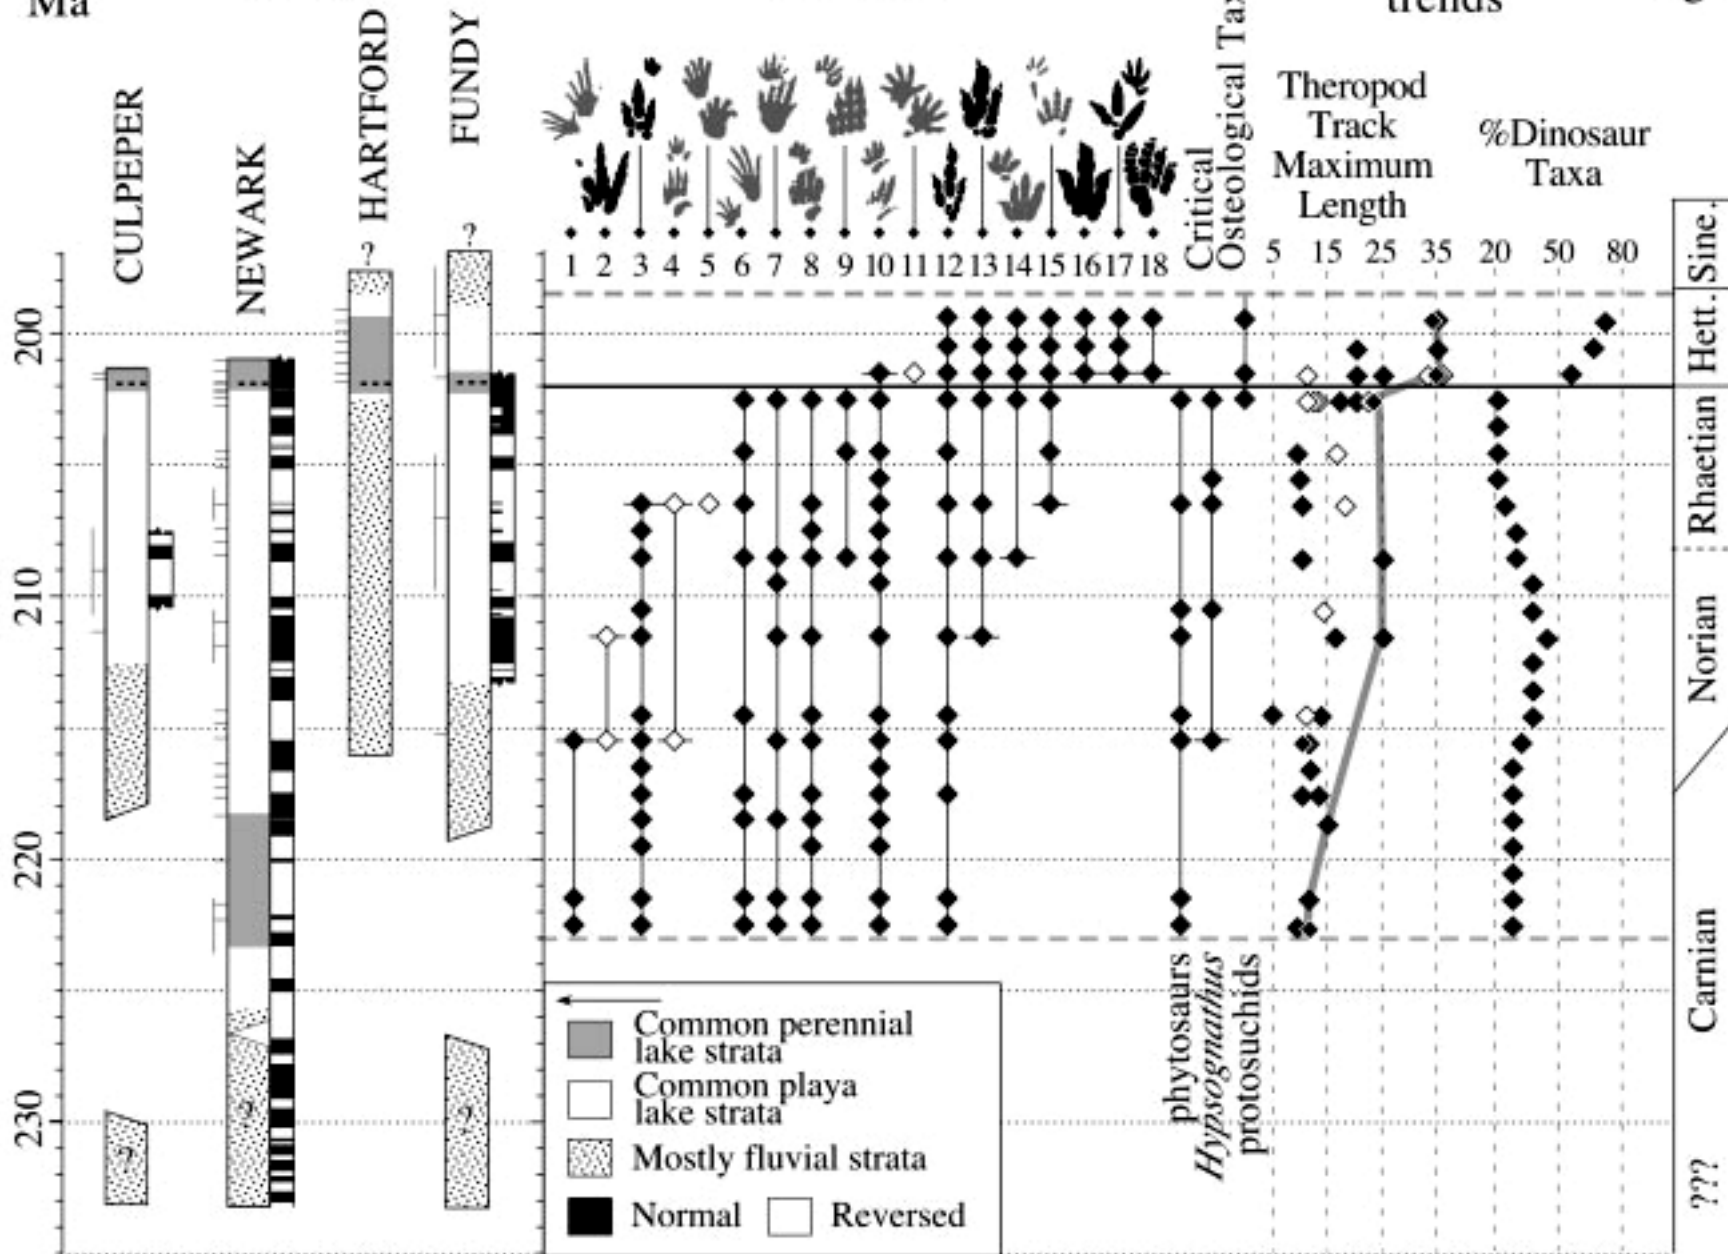 Ma
trends
CULPEPER
NEWARK
HARTFORD
FUNDY
Critical
Osteological Tax
Theropod
Track
Maximum
Length
%Dinosaur
Taxa
? ?
1 2 3 4 5 6 7 8 9 10 11 12 13 14 15 16 17 18
5 15 25 35 20 50 80
200
210
220
230
Sine.
Hett.
Rhaetian
Norian
Carnian
???
phytosaurs
Hypsognathus
protosuchids
? ? ?
Common perennial
lake strata
Common playa
lake strata
Mostly fluvial strata
Normal Reversed